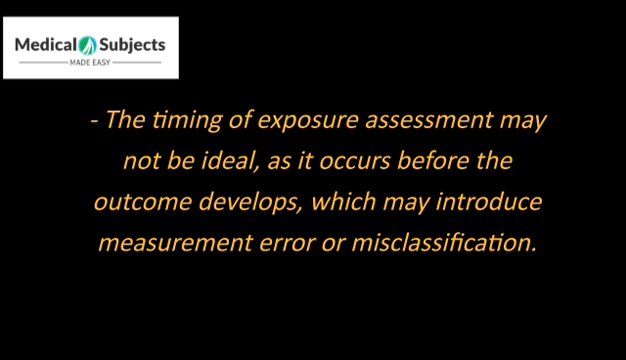 Medical Subjects
MADE EASY
- The timing of exposure assessment may
not be ideal, as it occurs before the
outcome develops, which may introduce
measurement error or misclassification.